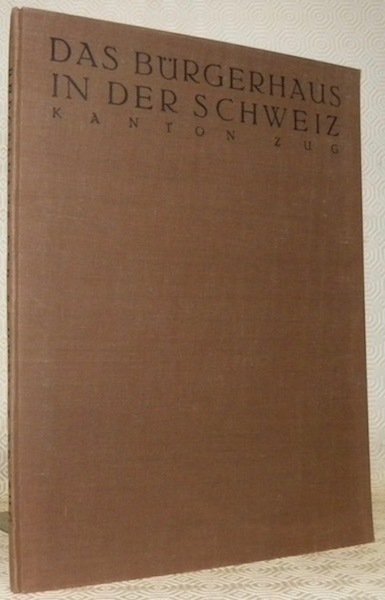 DAS BÜRGERHAUS
IN DER SCHWEIZ
KANTON ZUG